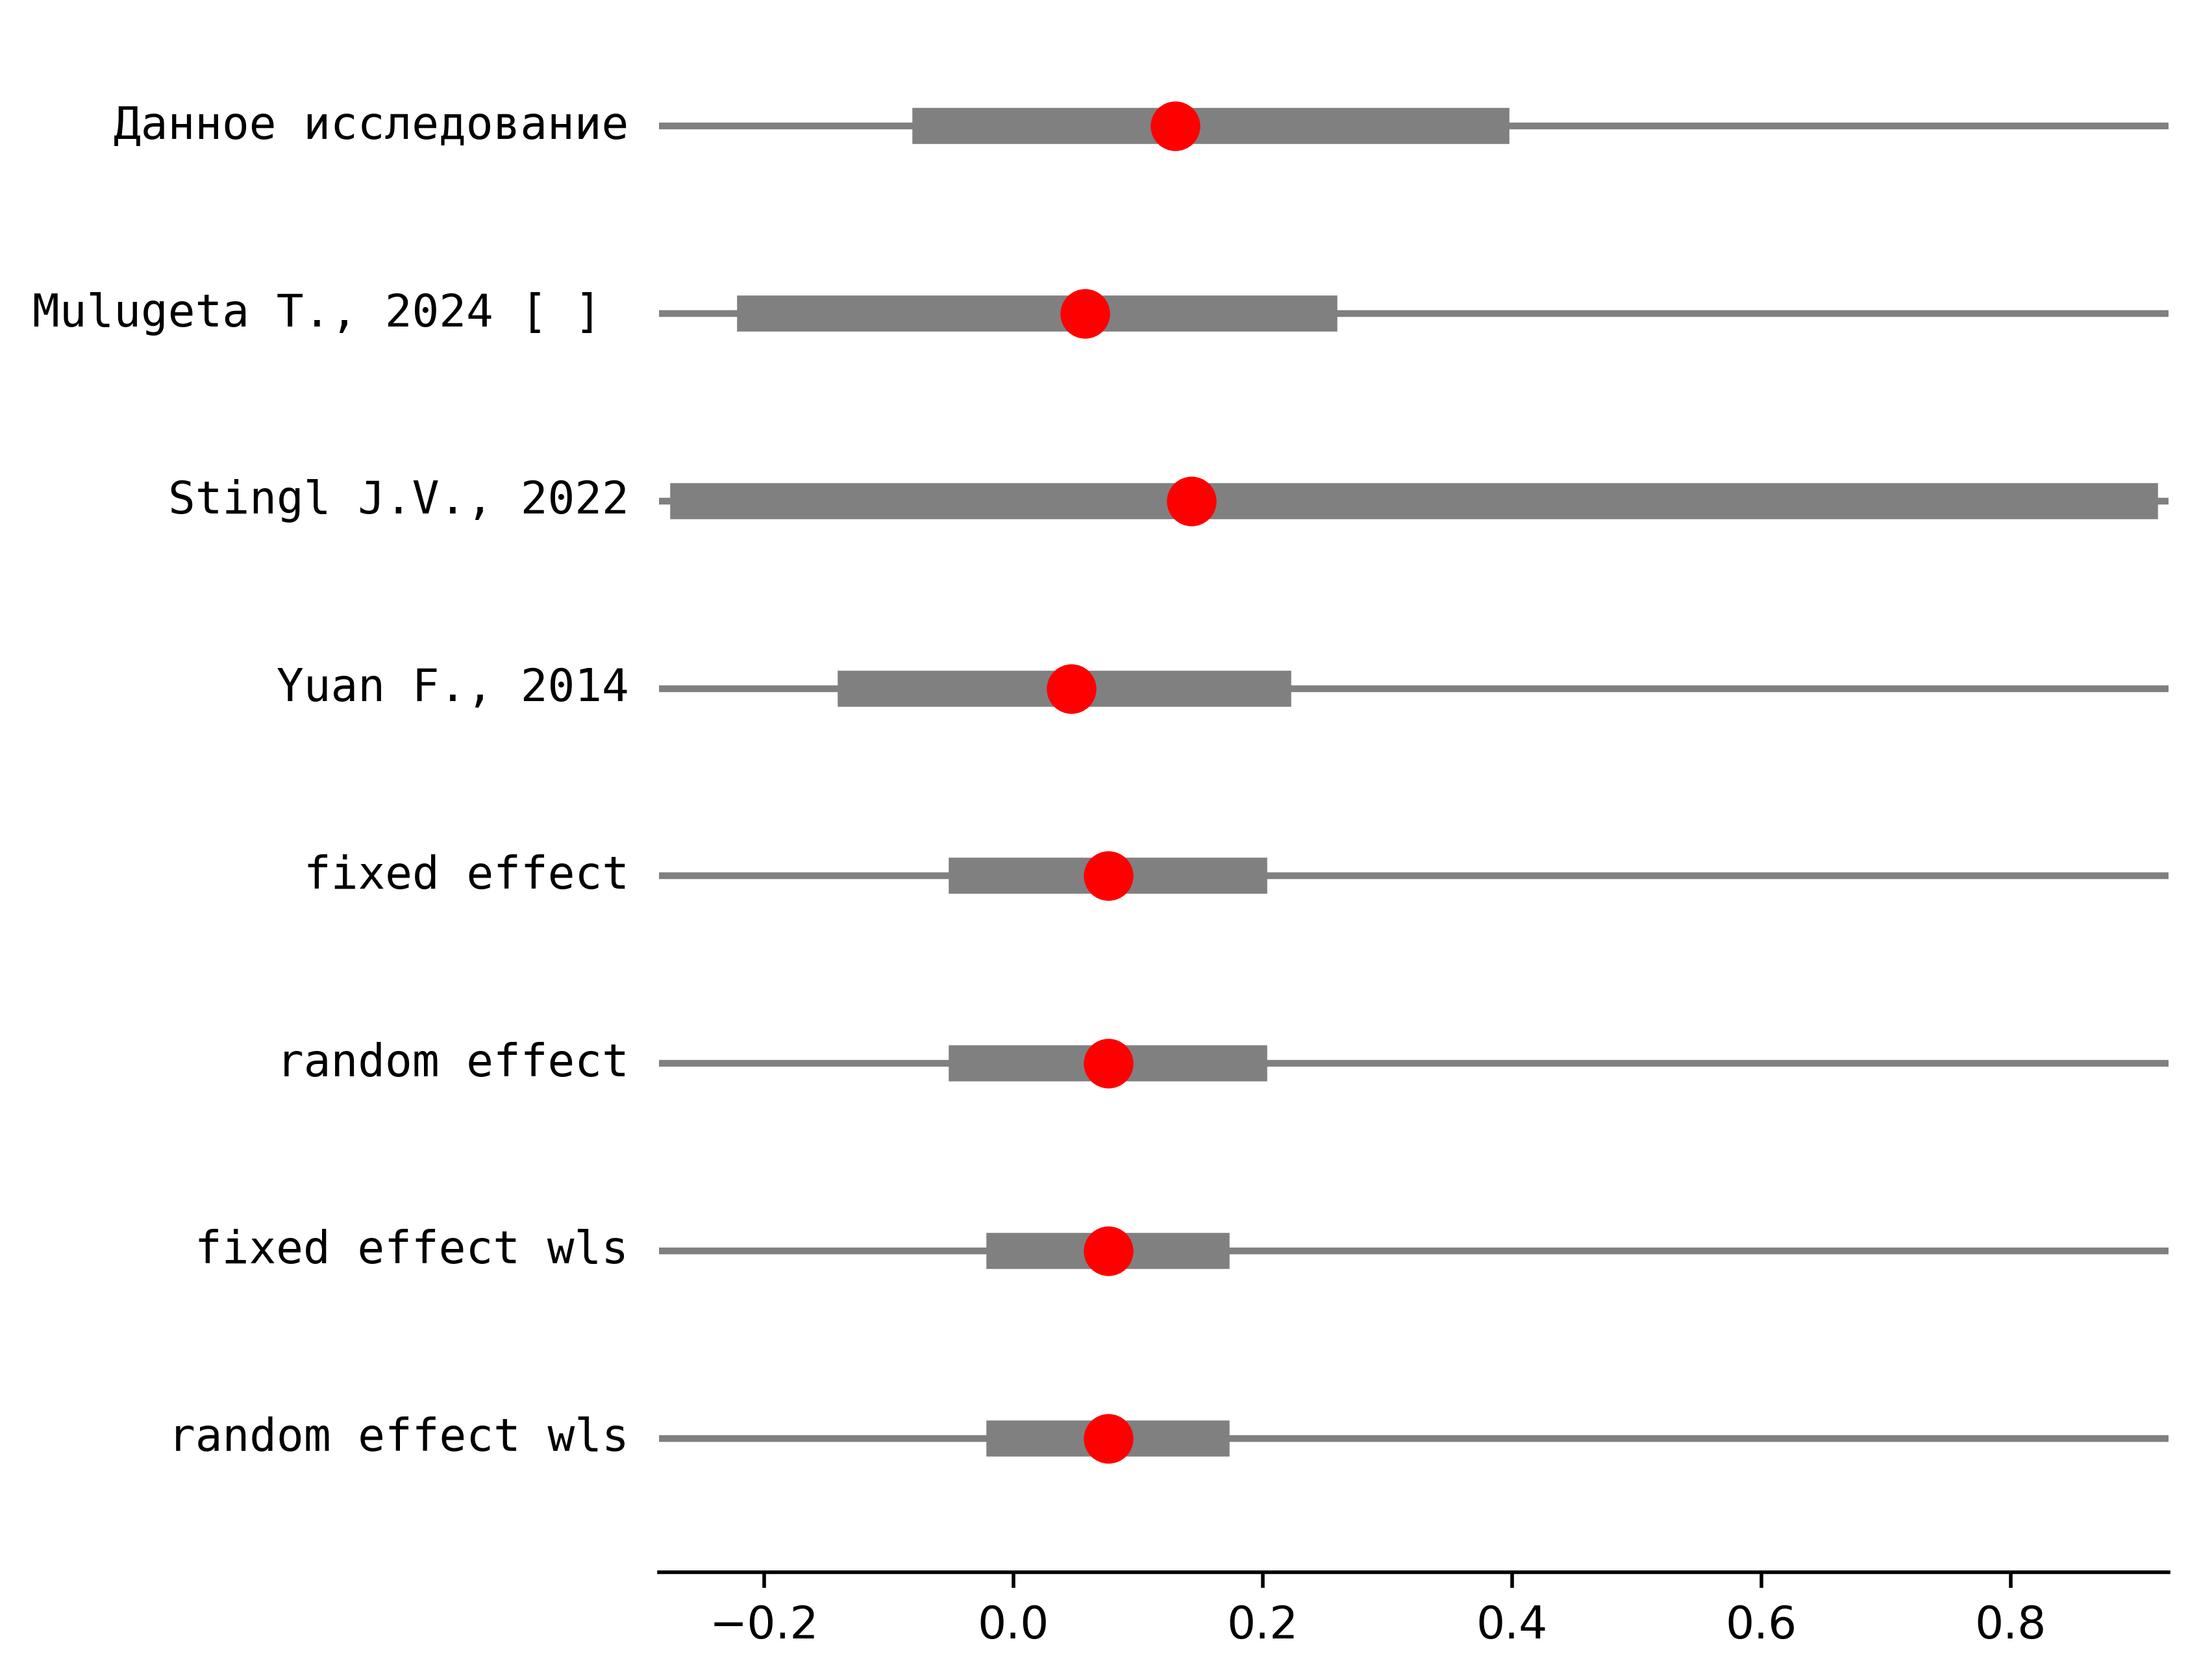 Данное исследование
Mulugeta T., 2024 [ ]
Stingl J.V., 2022
Yuan F., 2014
fixed effect
random effect
fixed effect wls
random effect wls
−0.2 0.0 0.2 0.4 0.6 0.8